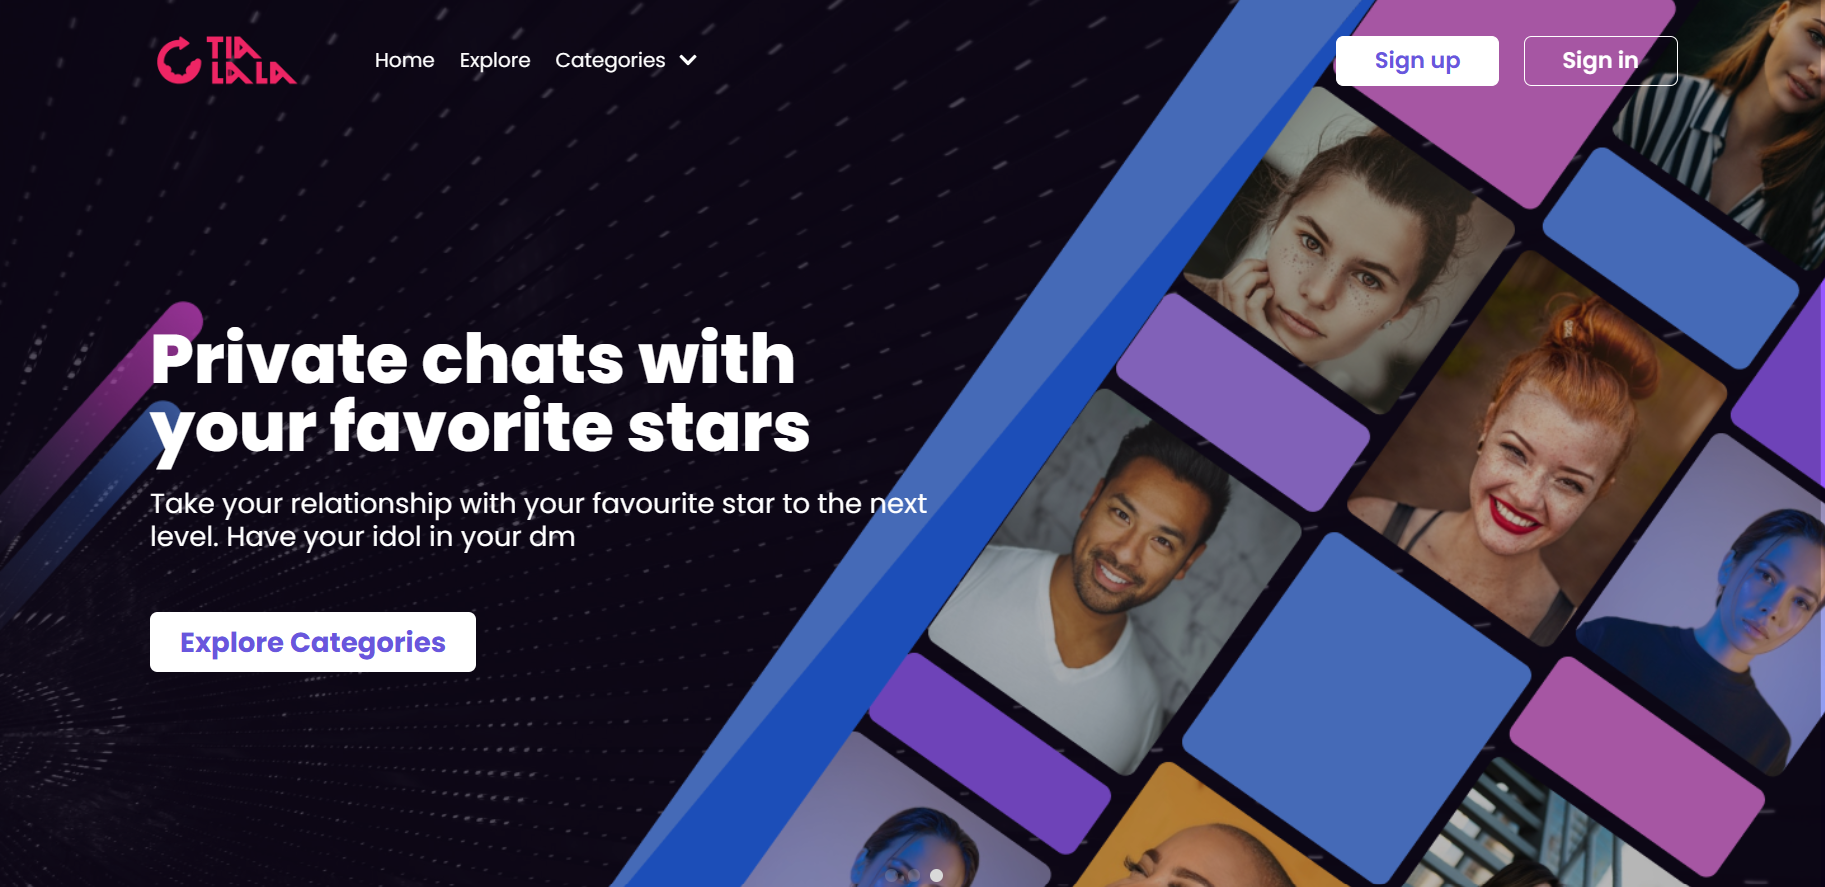 TIA
LALA
Home Explore Categories
Sign up
Sign in
Private chats with
your favorite stars
Take your relationship with your favourite star to the next
level. Have your idol in your dm
Explore Categories